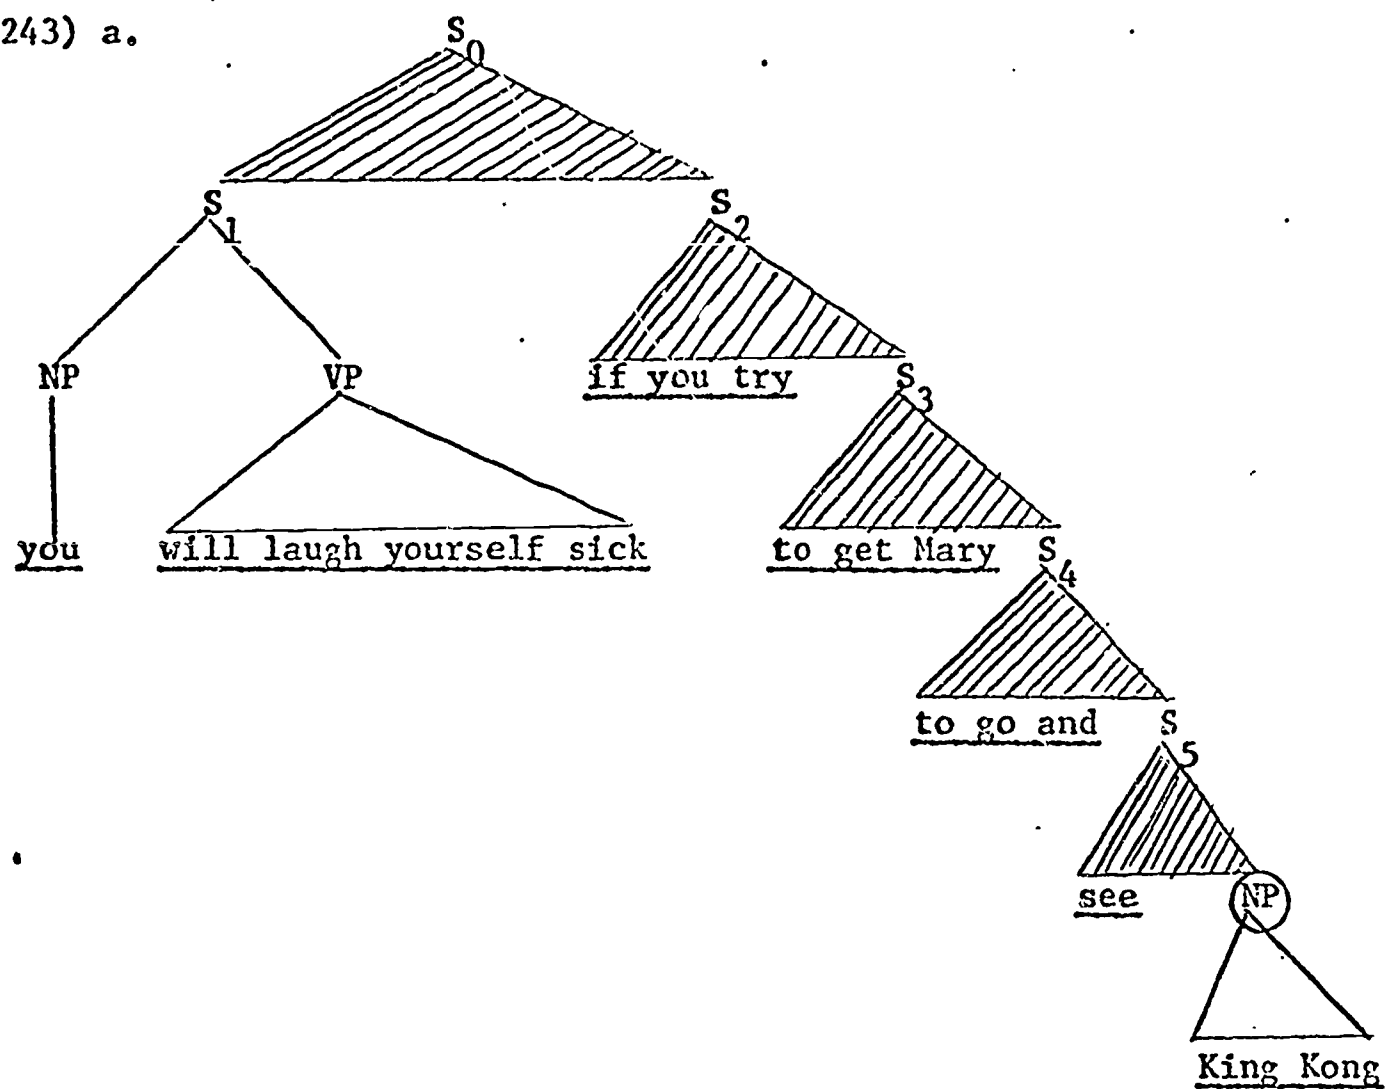 243) a.
S0
S1 S2
NP VP if you try S3
you will laugh yourself sick to get Mary S4
to go and S5
see NP
King Kong